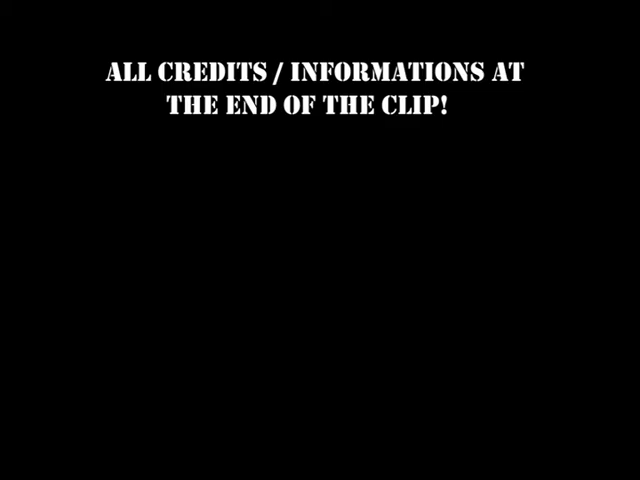 ALL CREDITS / INFORMATIONS AT
THE END OF THE CLIP!